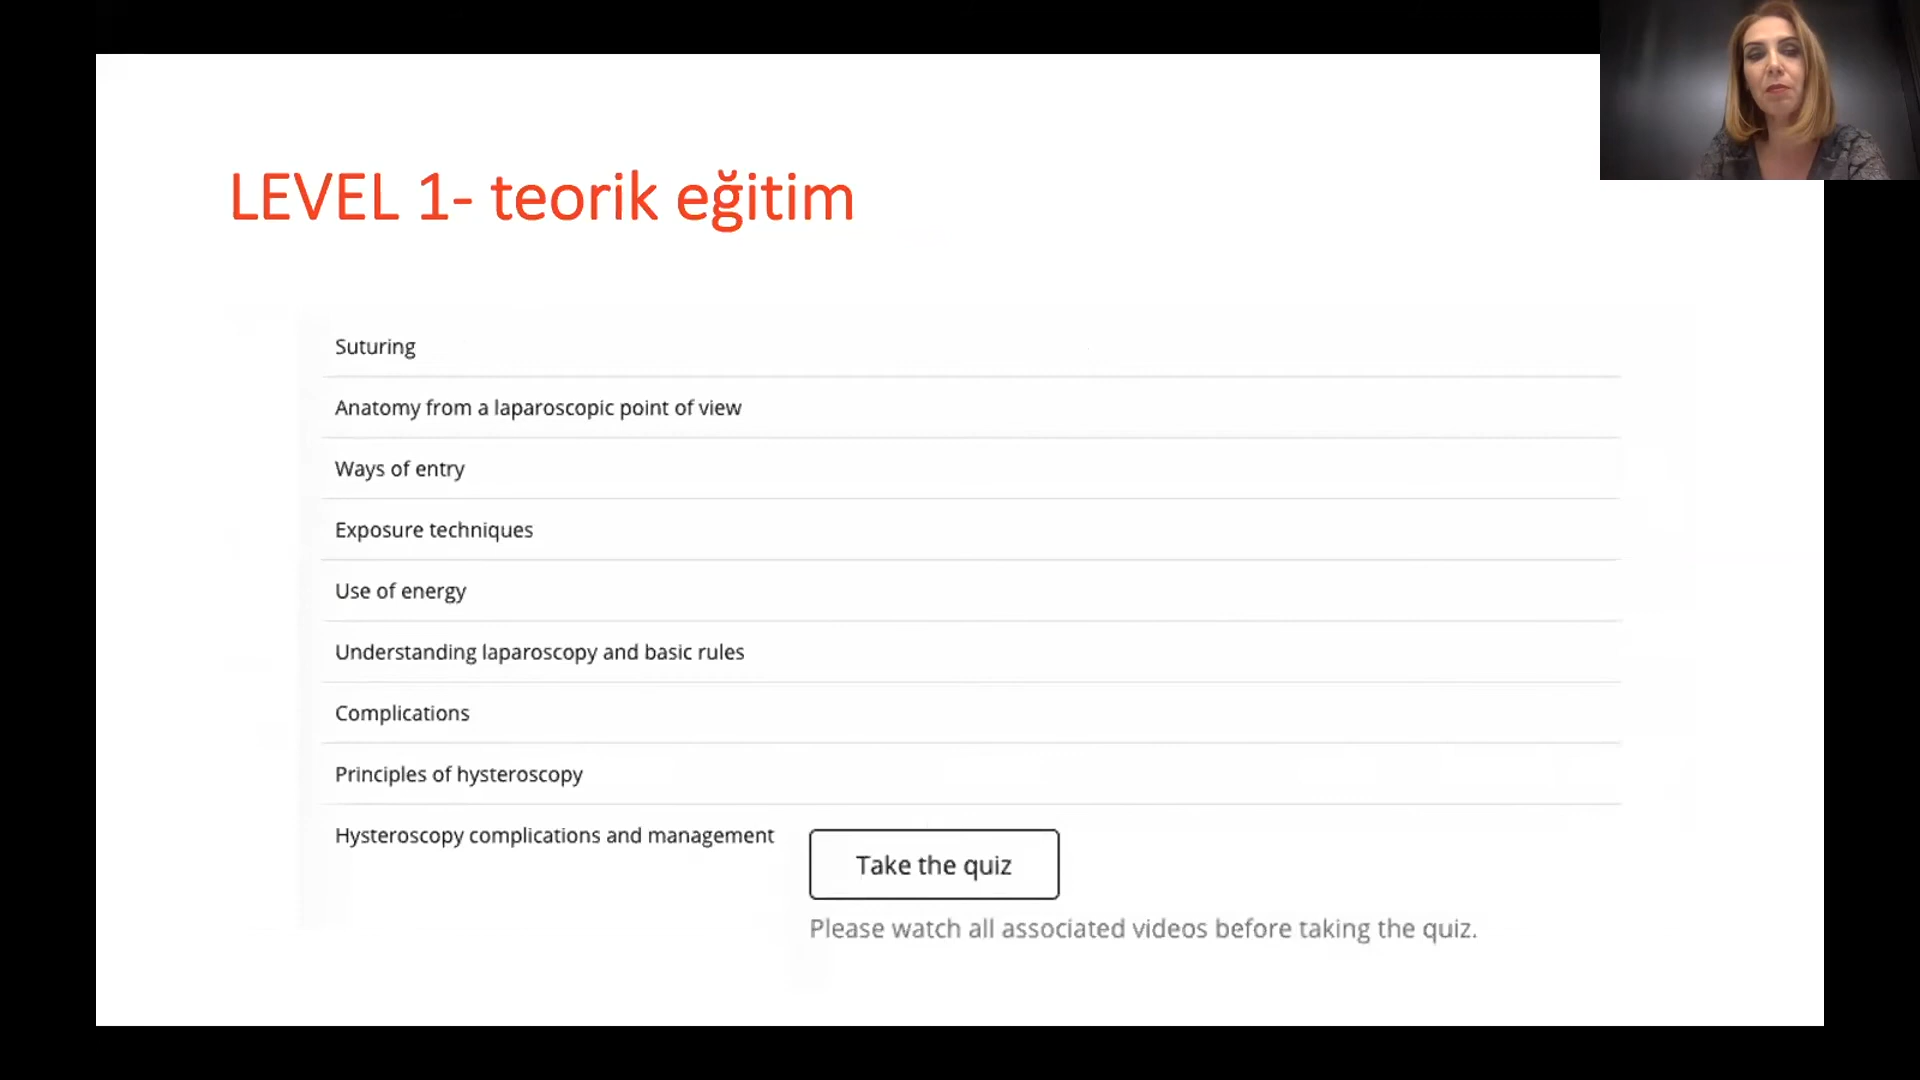 LEVEL 1- teorik eğitim
Suturing
Anatomy from a laparoscopic point of view
Ways of entry
Exposure techniques
Use of energy
Understanding laparoscopy and basic rules
Complications
Principles of hysteroscopy
Hysteroscopy complications and management
Take the quiz
Please watch all associated videos before taking the quiz.